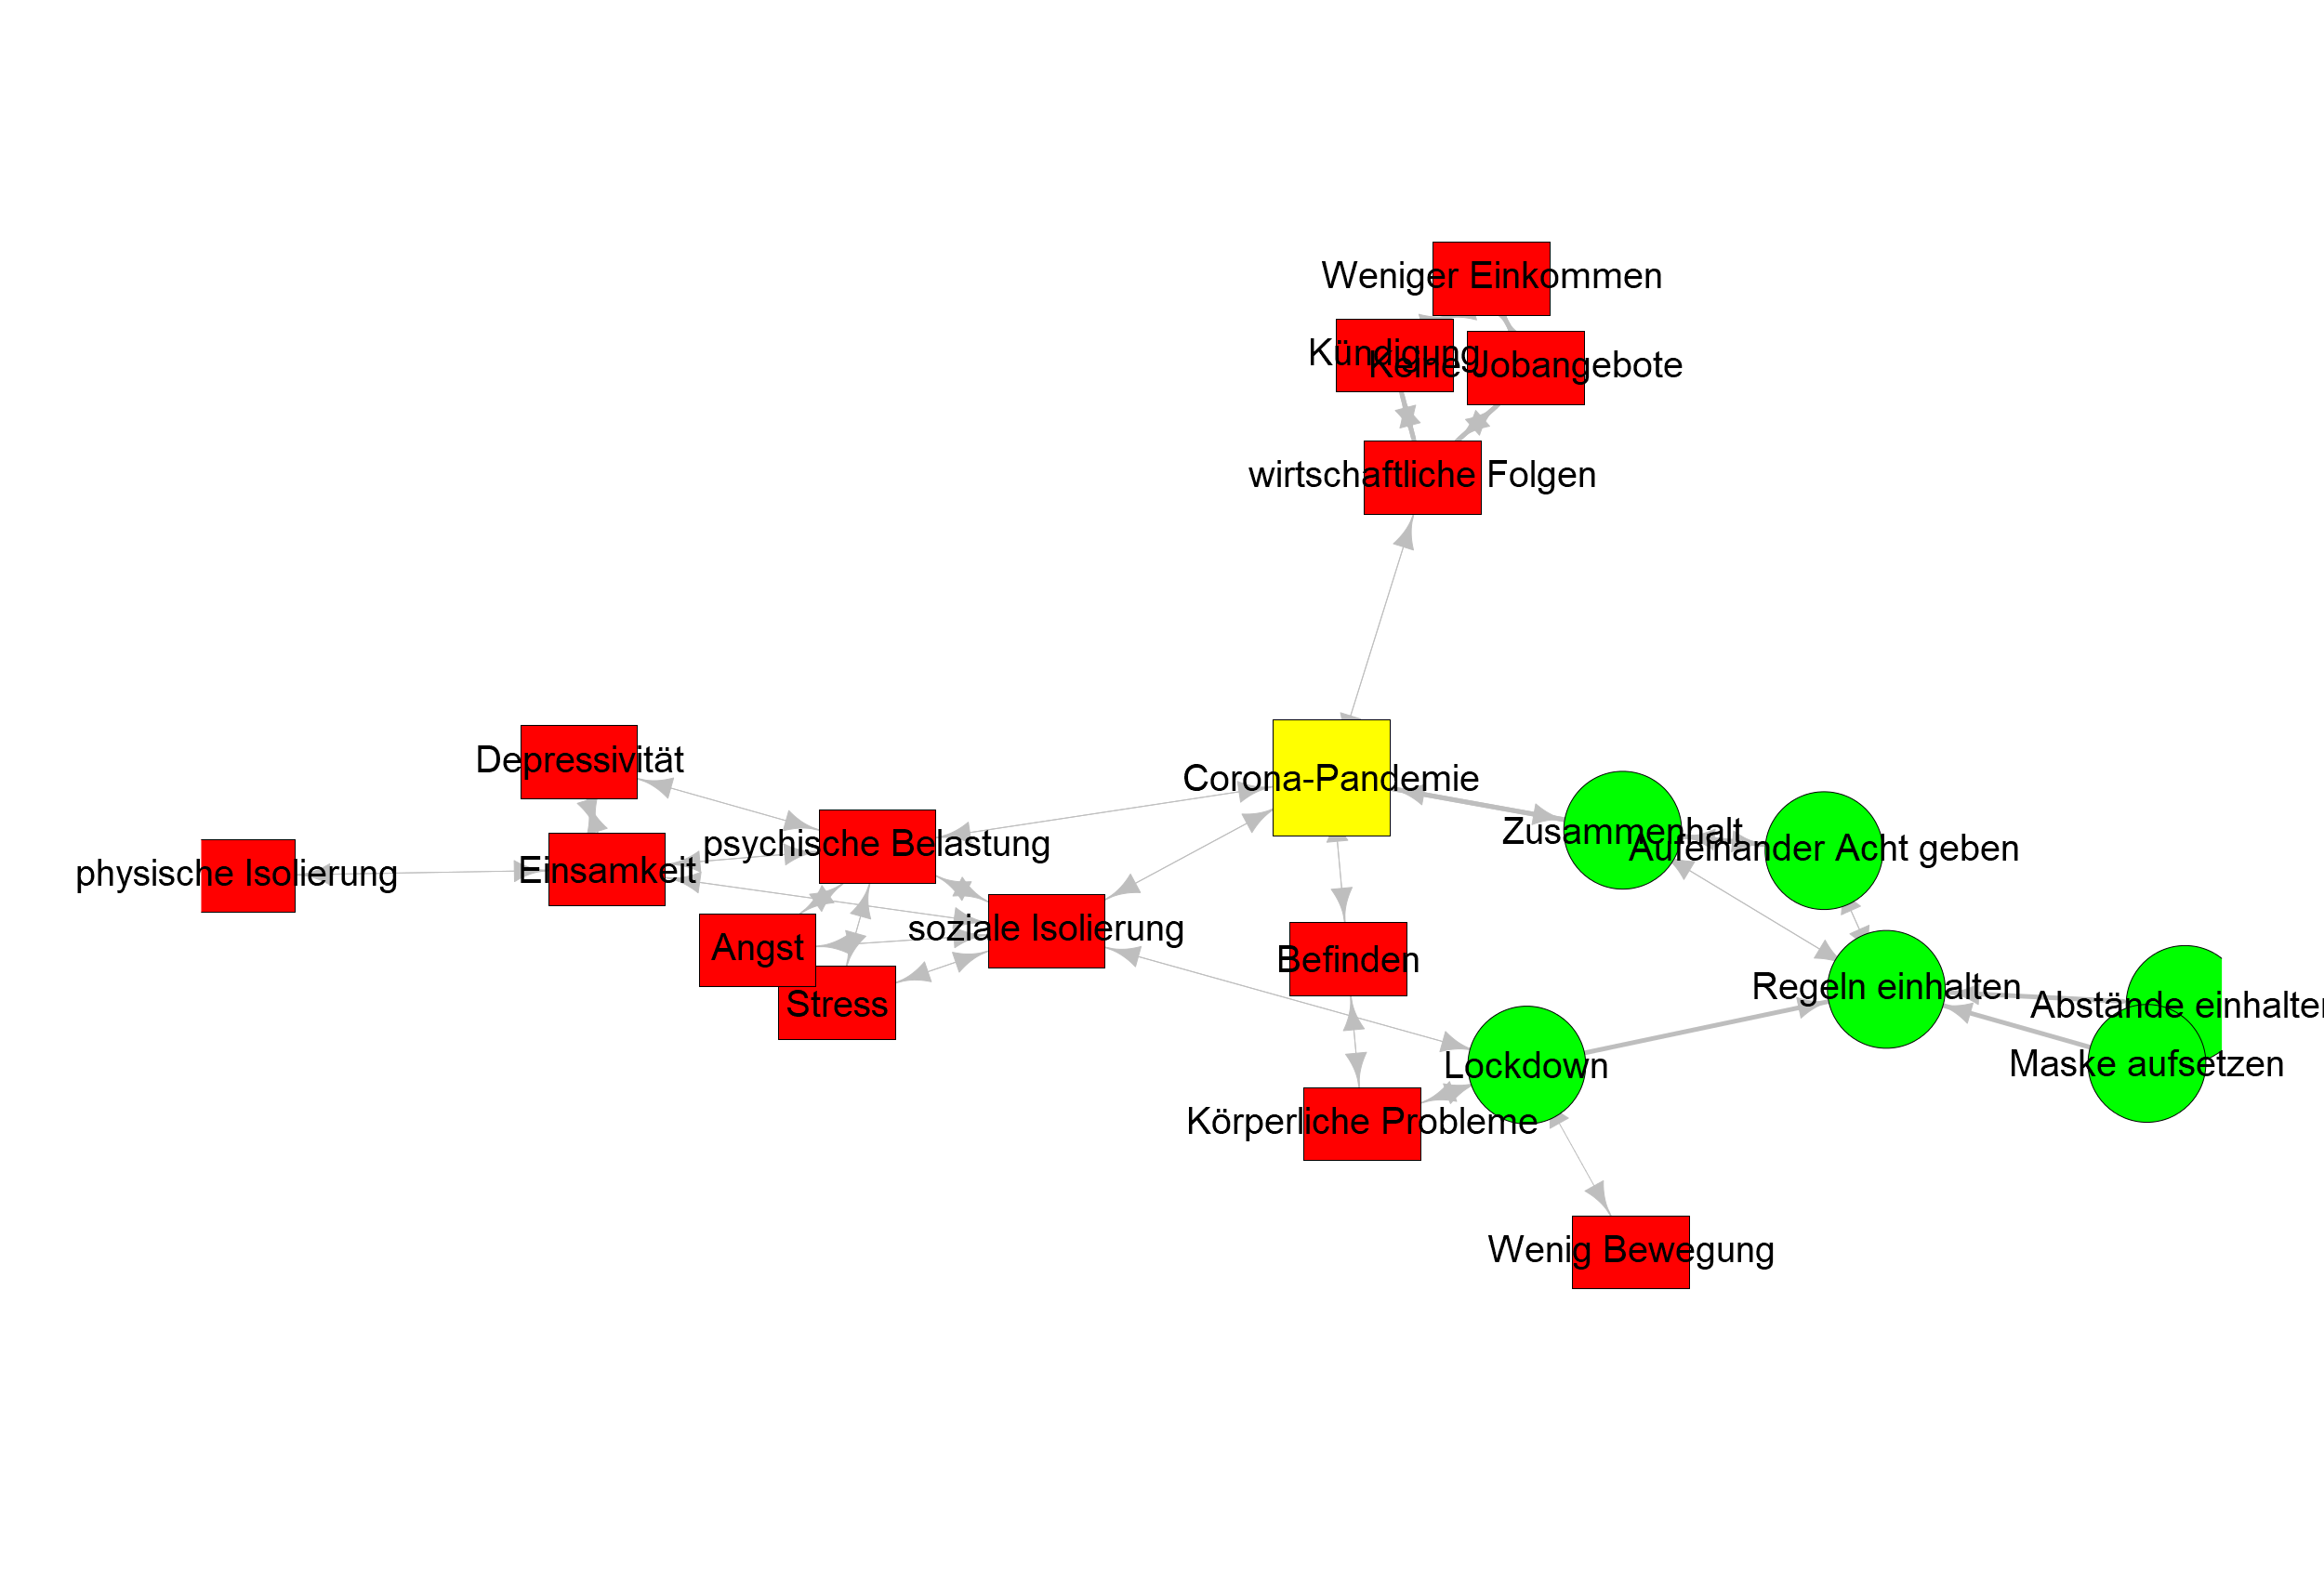 Weniger Einkommen
Kündigung
Keine Jobangebote
wirtschaftliche Folgen
Depressivität
Corona-Pandemie
psychische Belastung
Zusammenhalt
Aufeinander Acht geben
physische Isolierung
Einsamkeit
Angst
soziale Isolierung
Befinden
Stress
Regeln einhalten
Abstände einhalten
Lockdown
Maske aufsetzen
Körperliche Probleme
Wenig Bewegung